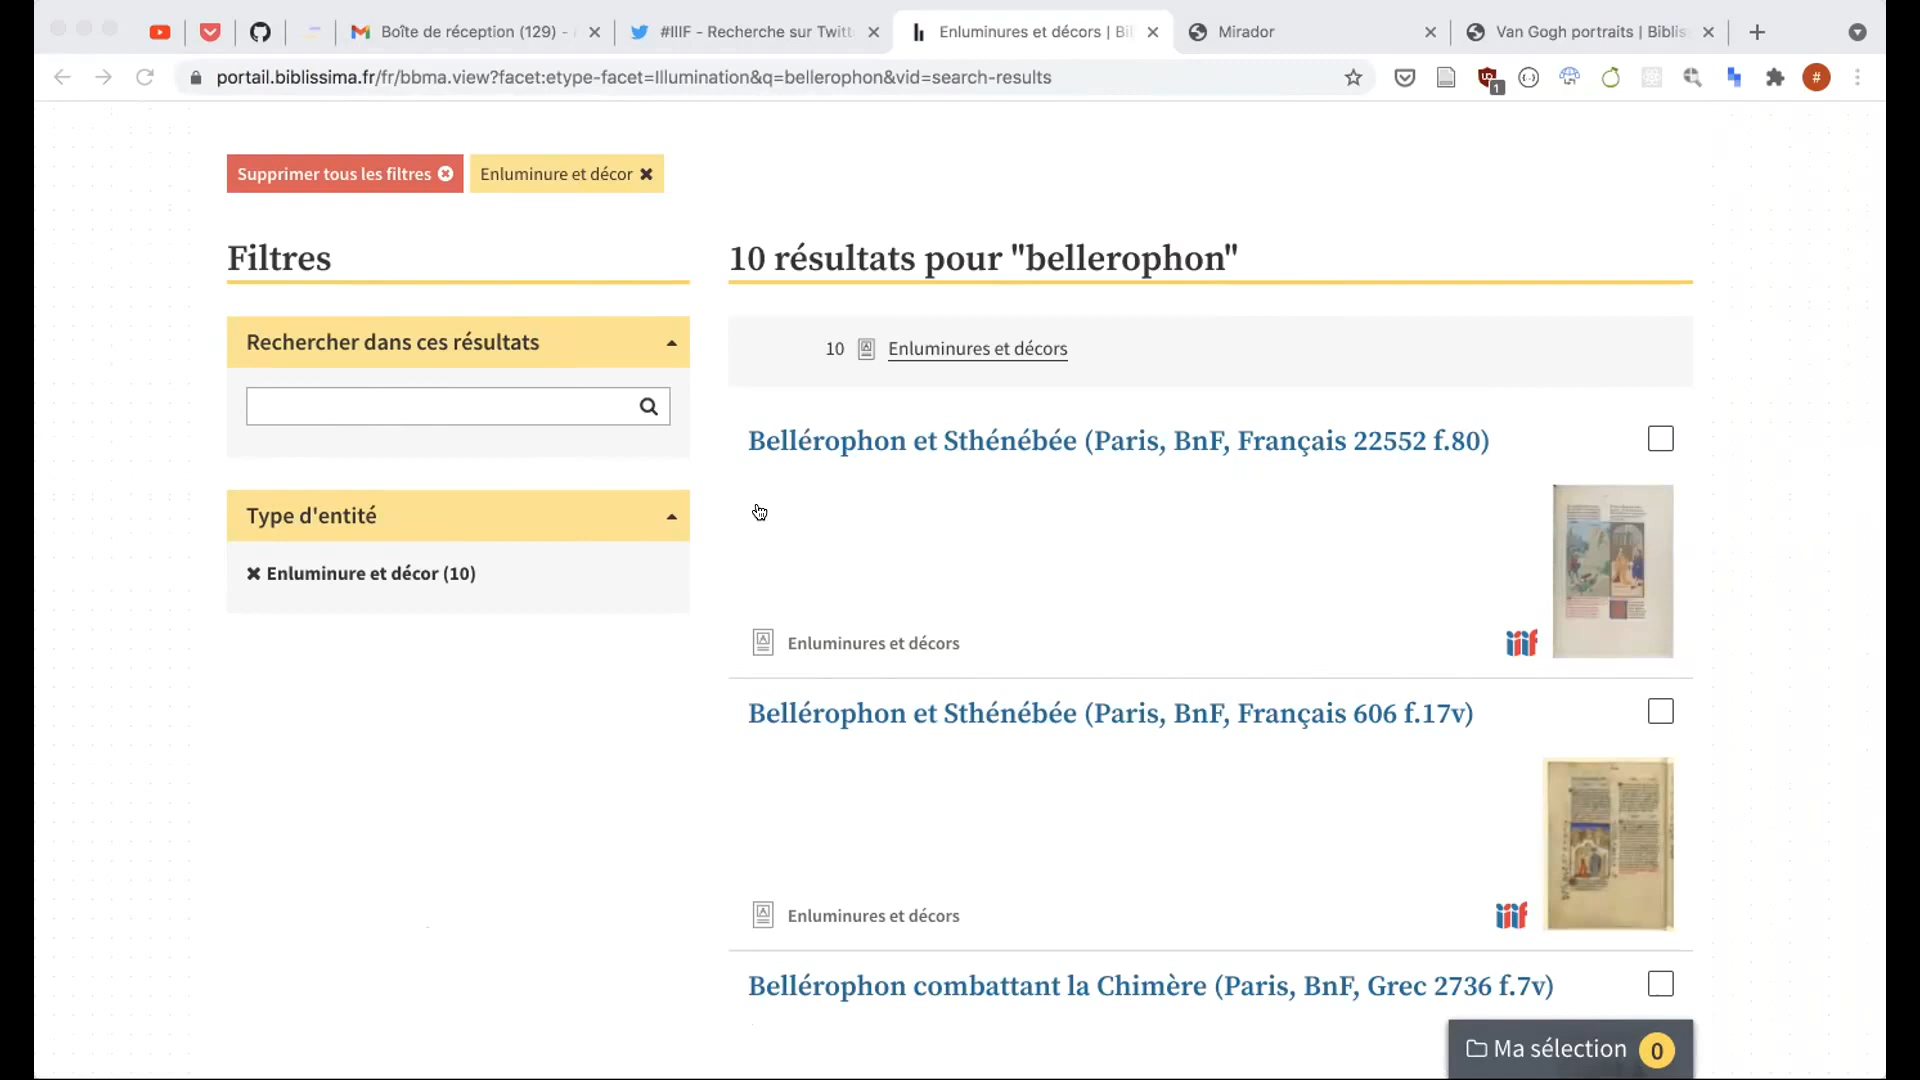 Boîte de réception (129) -
#IIIF - Recherche sur Twitt
Enluminures et décors | Bi
Mirador
Van Gogh portraits | Biblis
portail.biblissima.fr/fr/bbma.view?facet:etype-facet=Illumination&q=bellerophon&vid=search-results
1
#
Supprimer tous les filtres
Enluminure et décor
Filtres
10 résultats pour "bellerophon"
Rechercher dans ces résultats
10 Enluminures et décors
Bellérophon et Sthénébée (Paris, BnF, Français 22552 f.80)
Type d'entité
Enluminure et décor (10)
Enluminures et décors
iiif
Bellérophon et Sthénébée (Paris, BnF, Français 606 f.17v)
Enluminures et décors
iiif
Bellérophon combattant la Chimère (Paris, BnF, Grec 2736 f.7v)
Ma sélection 0